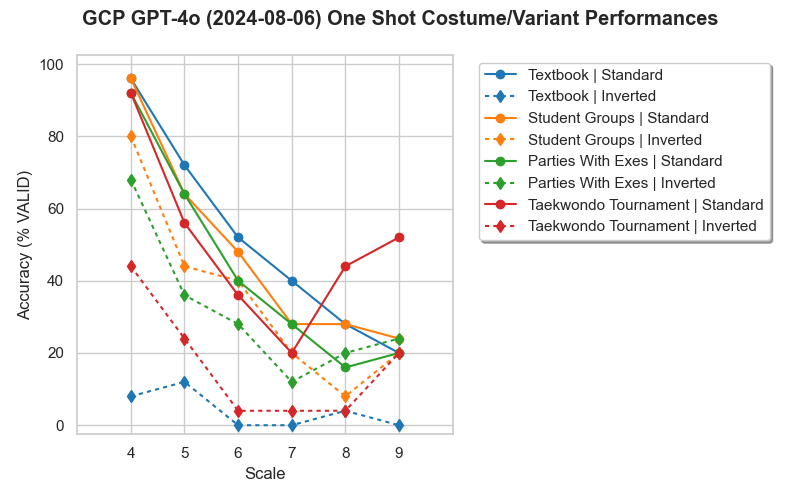 GCP GPT-4o (2024-08-06) One Shot Costume/Variant Performances
100
80
60
40
20
0
Accuracy (% VALID)
4 5 6 7 8 9
Scale
Textbook | Standard
Textbook | Inverted
Student Groups | Standard
Student Groups | Inverted
Parties With Exes | Standard
Parties With Exes | Inverted
Taekwondo Tournament | Standard
Taekwondo Tournament | Inverted